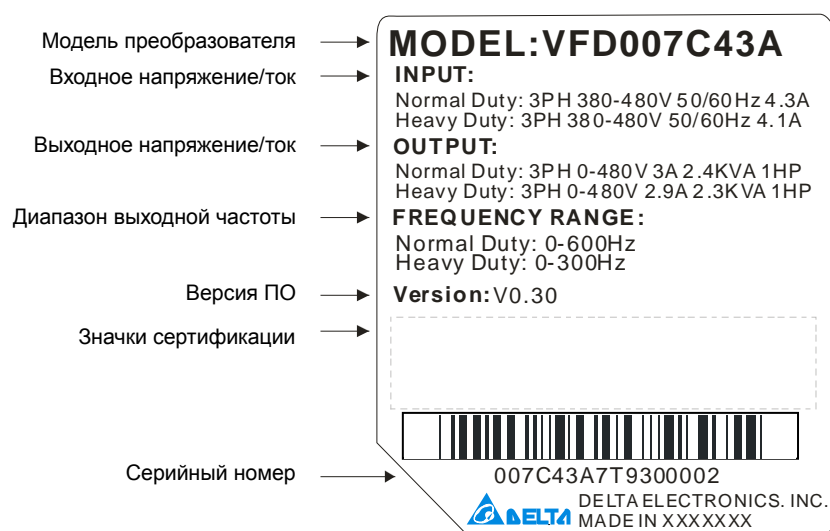 Модель преобразователя
MODEL:VFD007C43A
Входное напряжение/ток
INPUT:
Normal Duty: 3PH 380-480V 50/60Hz 4.3A
Heavy Duty: 3PH 380-480V 50/60Hz 4.1A
Выходное напряжение/ток
OUTPUT:
Normal Duty: 3PH 0-480V 3A 2.4KVA 1HP
Heavy Duty: 3PH 0-480V 2.9A 2.3KVA 1HP
Диапазон выходной частоты
FREQUENCY RANGE:
Normal Duty: 0-600Hz
Heavy Duty: 0-300Hz
Версия ПО
Version:V0.30
Значки сертификации
Серийный номер
007C43A7T9300002
DELTA
DELTA ELECTRONICS. INC.
MADE IN XXXXXXX